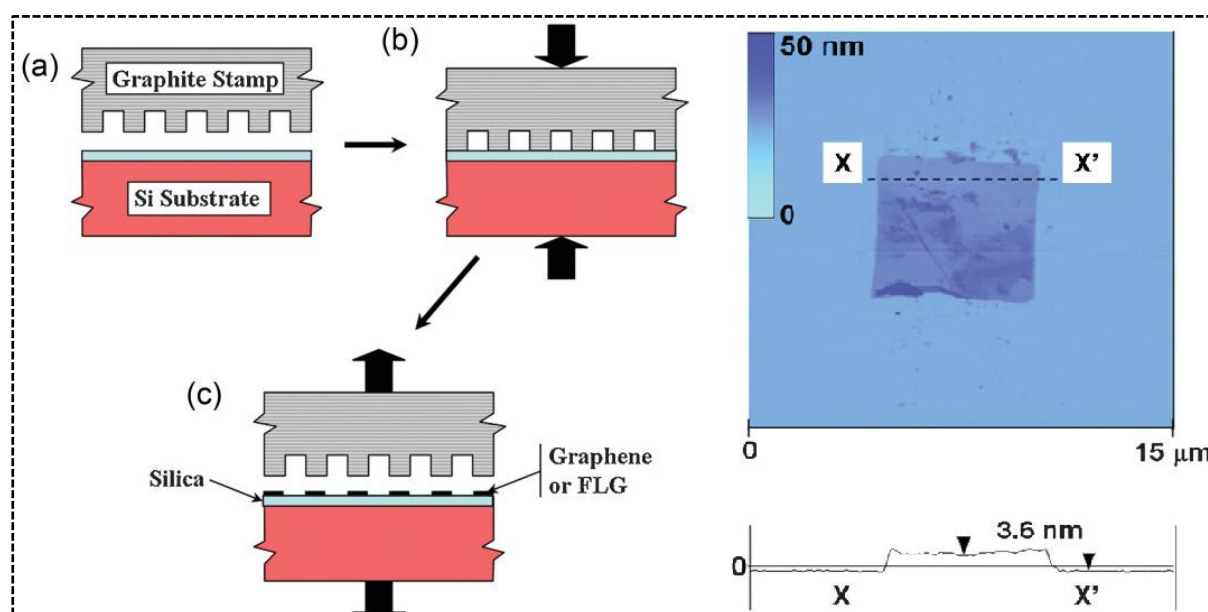 (a)
Graphite Stamp
Si Substrate
(b)
(c)
Silica
Graphene
or FLG
50 nm
0
X
X’
0
15 μm
3.6 nm
0
X
X’